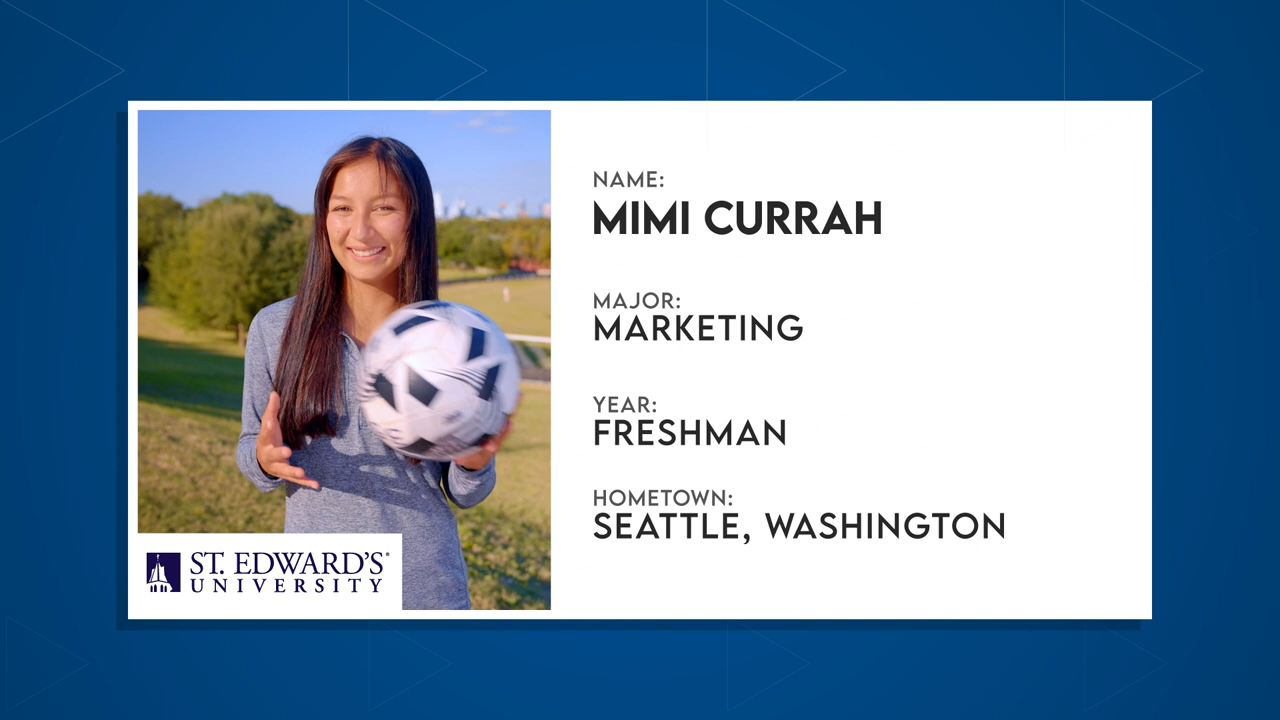 NAME:
MIMI CURRAH
MAJOR:
MARKETING
YEAR:
FRESHMAN
HOMETOWN:
SEATTLE, WASHINGTON
ST. EDWARD'S®
UNIVERSITY